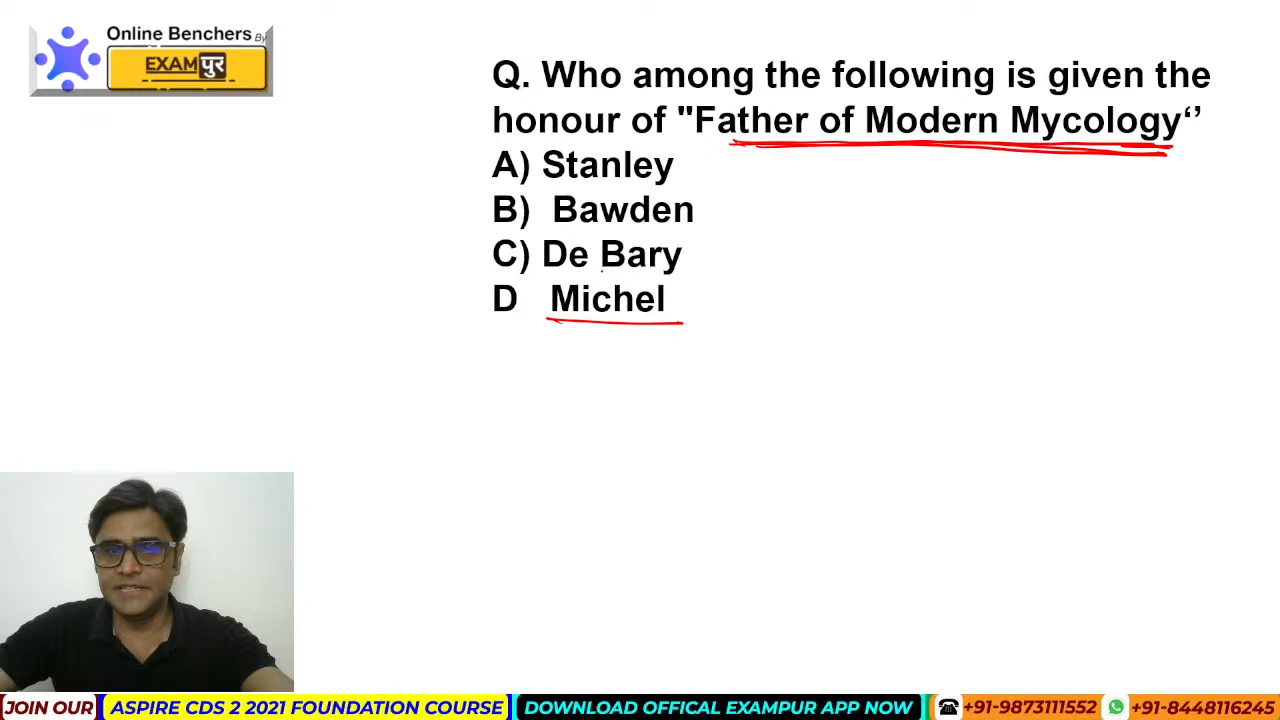 Online Benchers By
EXAMपुर
Q. Who among the following is given the
honour of "Father of Modern Mycology‘’
A) Stanley
B) Bawden
C) De Bary
D Michel
JOIN OUR ASPIRE CDS 2 2021 FOUNDATION COURSE DOWNLOAD OFFICAL EXAMPUR APP NOW +91-9873111552 +91-8448116245